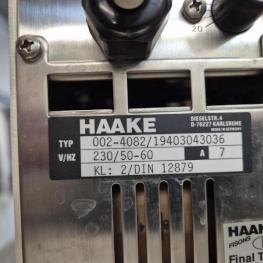 20
HAAKE
DIESELSTR.4
D-76227 KARLSRUHE
MADE IN GERMANY
TYP 002-4082/19403043036
V/HZ 230/50-60 A 7
KL: 2/DIN 12879
HAAK
FISONS
Final T